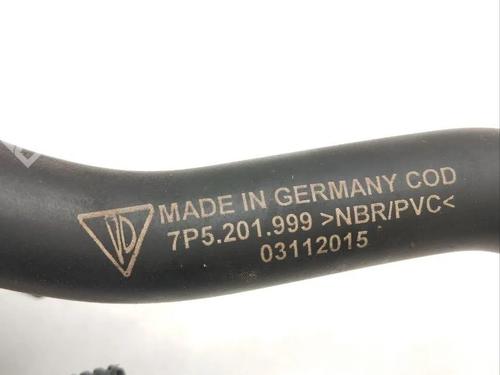 MADE IN GERMANY COD
7P5.201.999 >NBR/PVC<
03112015